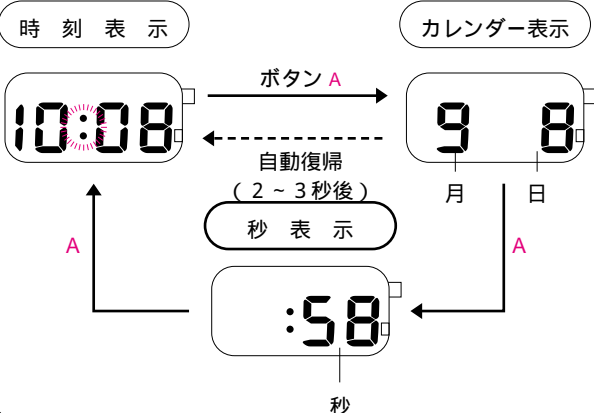 時刻表示
カレンダー表示
ボタン A
10:08
9 8
自動復帰
(2~3秒後)
月
日
秒表示
A
A
:58
秒